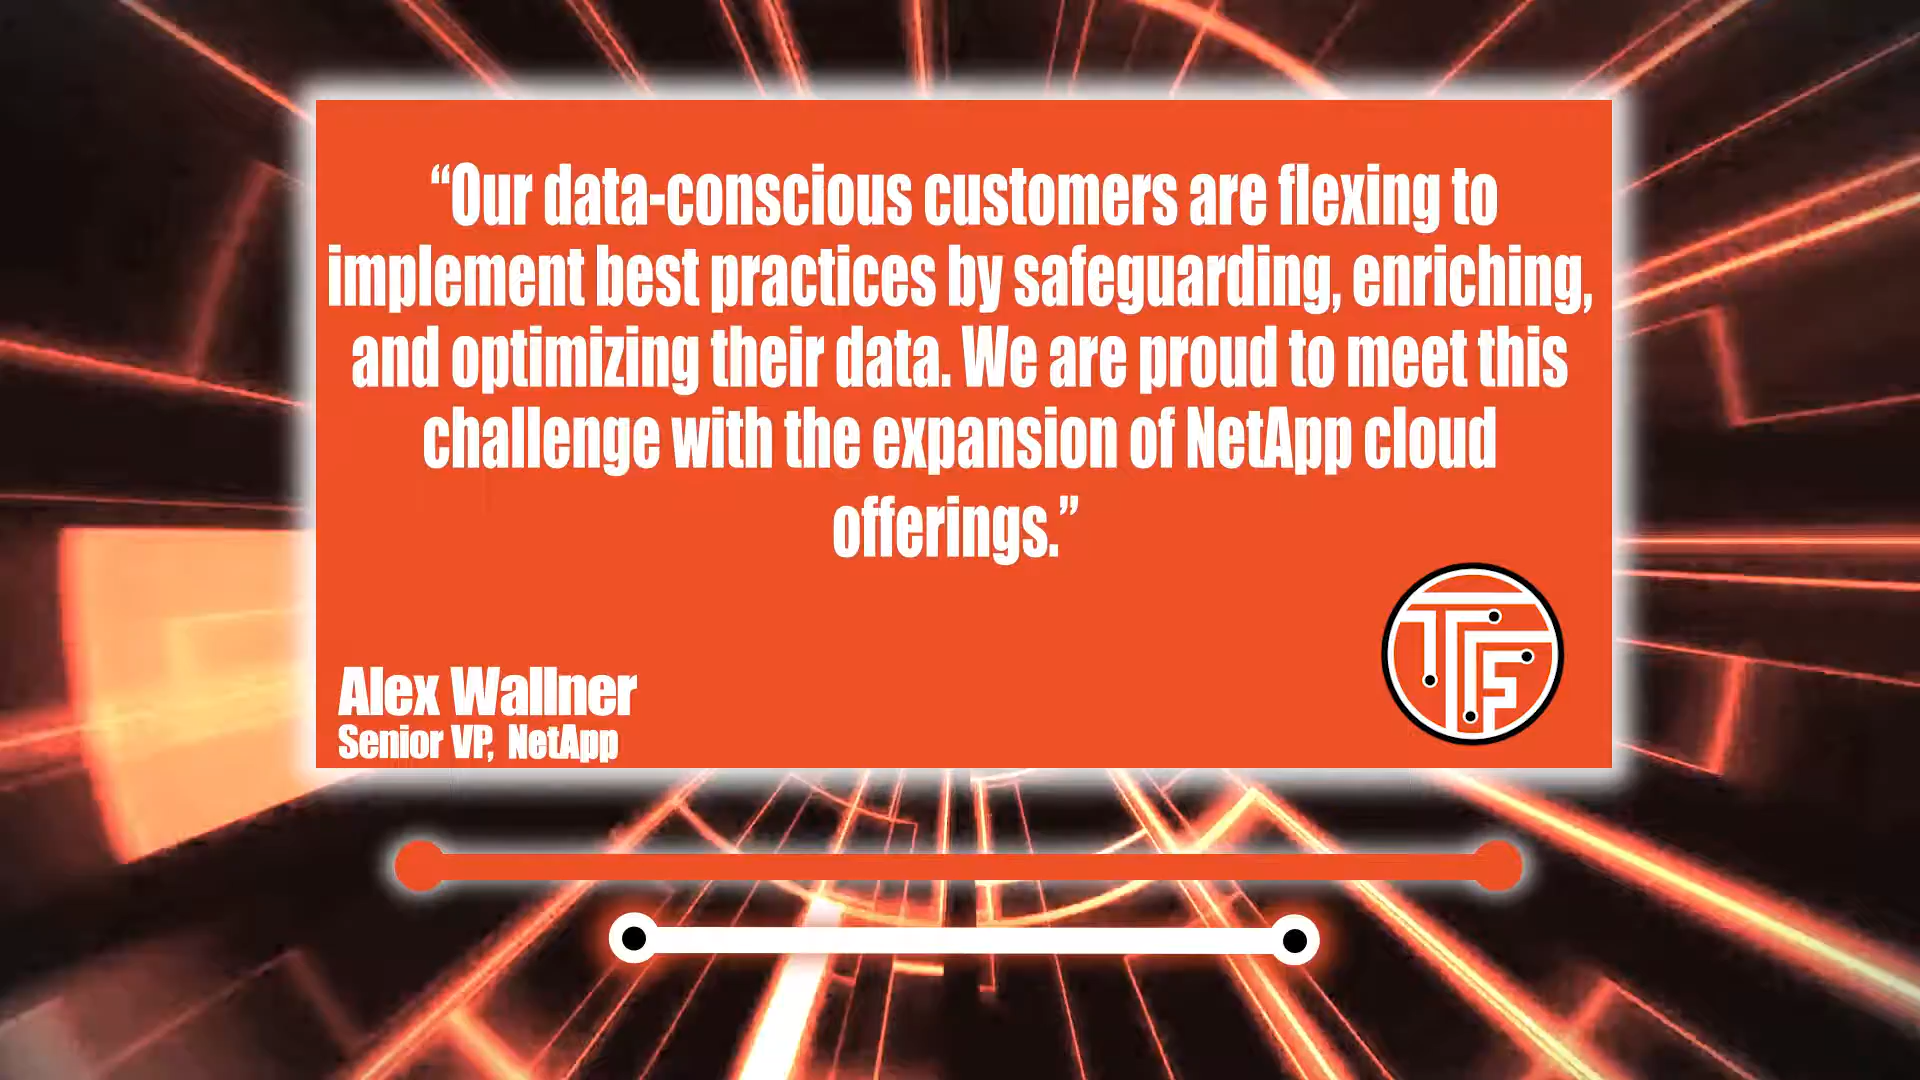 “Our data-conscious customers are flexing to
implement best practices by safeguarding, enriching,
and optimizing their data. We are proud to meet this
challenge with the expansion of NetApp cloud
offerings.”
Alex Wallner
Senior VP, NetApp
TFS